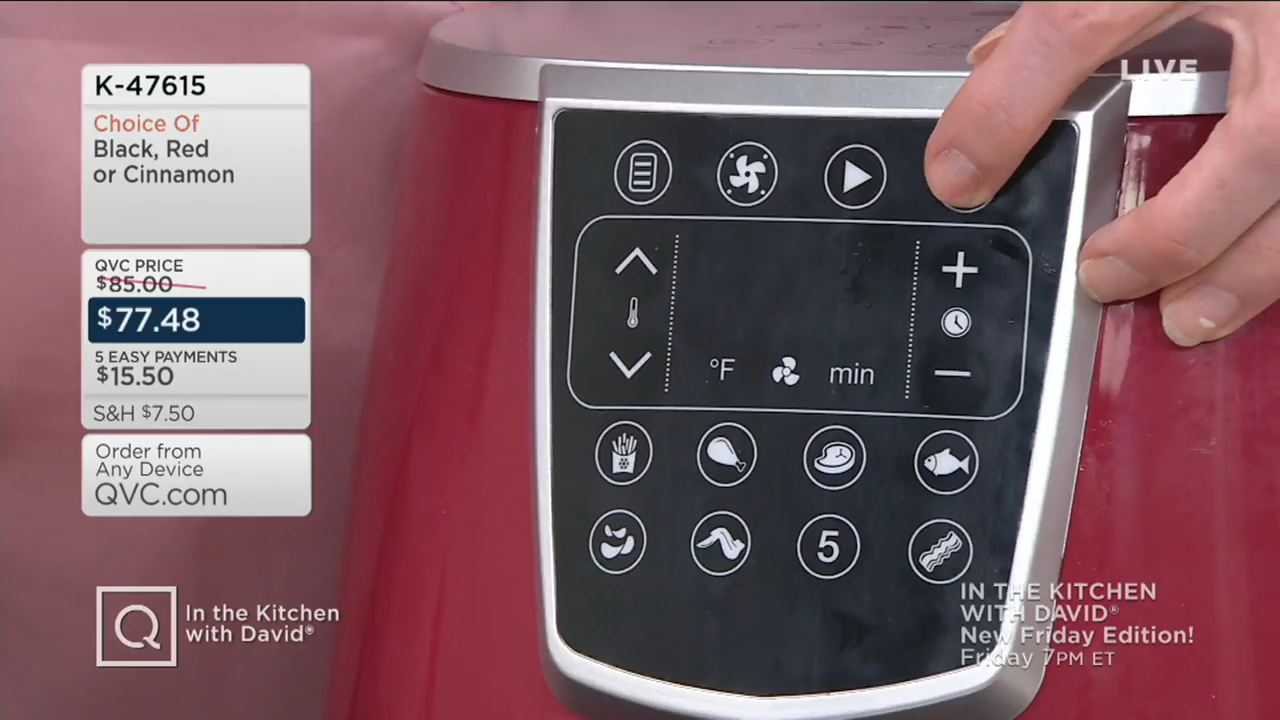 K-47615
Choice Of
Black, Red
or Cinnamon
QVC PRICE
$85.00
$77.48
5 EASY PAYMENTS
$15.50
S&H $7.50
Order from
Any Device
QVC.com
Q
In the Kitchen
with David®
LIVE
°F min
5
IN THE KITCHEN
WITH DAVID®
New Friday Edition!
Friday 7PM ET